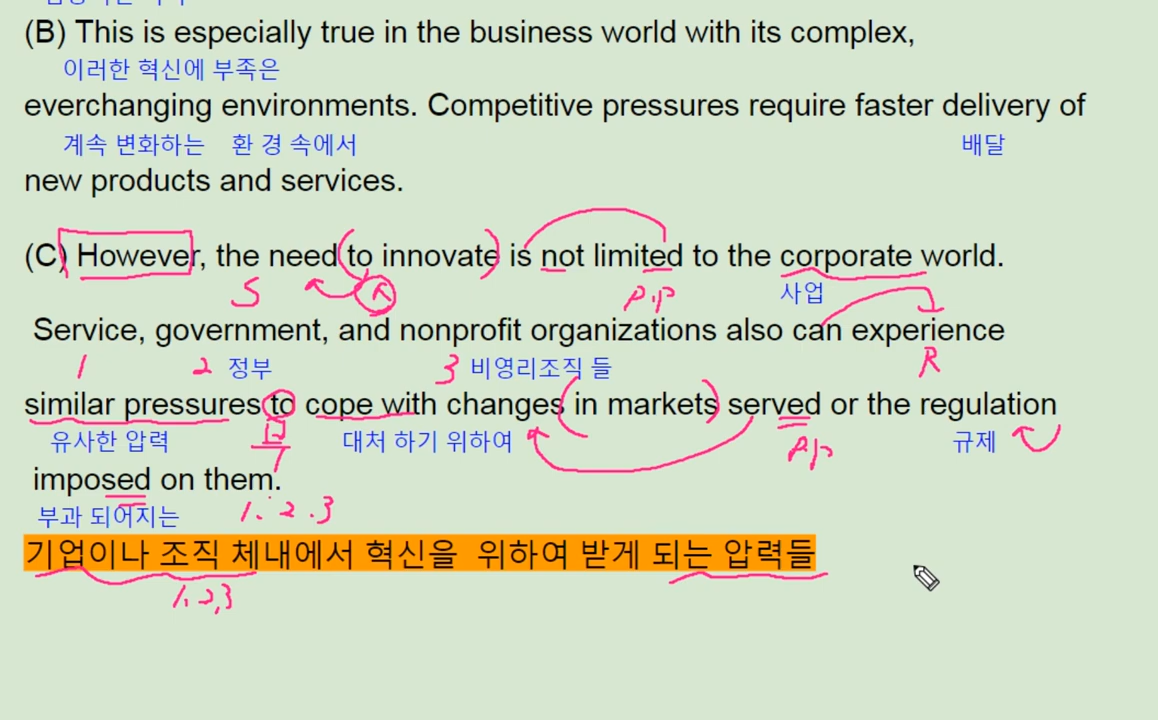 (B) This is especially true in the business world with its complex,
이러한 혁신에 부족은
everchanging environments. Competitive pressures require faster delivery of
계속 변화하는 환 경 속에서 배달
new products and services.
(C) However, the need to innovate is not limited to the corporate world.
S p.p 사업
Service, government, and nonprofit organizations also can experience
1 2 정부 3 비영리조직 들 R
similar pressures to cope with changes in markets served or the regulation
유사한 압력 대처 하기 위하여 p.p 규제
imposed on them.
부과 되어지는 1. 2. 3
기업이나 조직 체내에서 혁신을 위하여 받게 되는 압력들
1, 2, 3